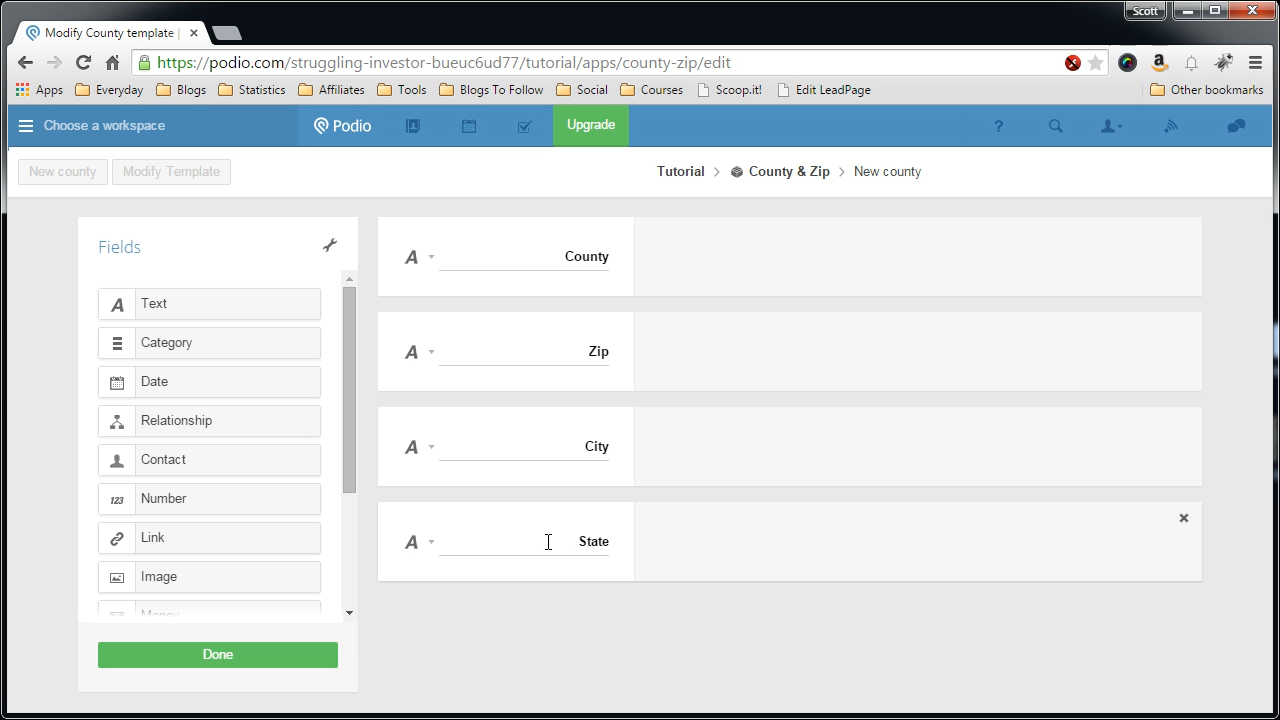 Scott
Modify County template |
https://podio.com/struggling-investor-bueuc6ud77/tutorial/apps/county-zip/edit
Apps Everyday Blogs Statistics Affiliates Tools Blogs To Follow Social Courses Scoop.it! Edit LeadPage Other bookmarks
Choose a workspace Podio Upgrade ?
New county Modify Template Tutorial > County & Zip > New county
Fields
A Text
Category
Date
Relationship
Contact
123 Number
Link
Image
Money
Done
A County
A Zip
A City
A State